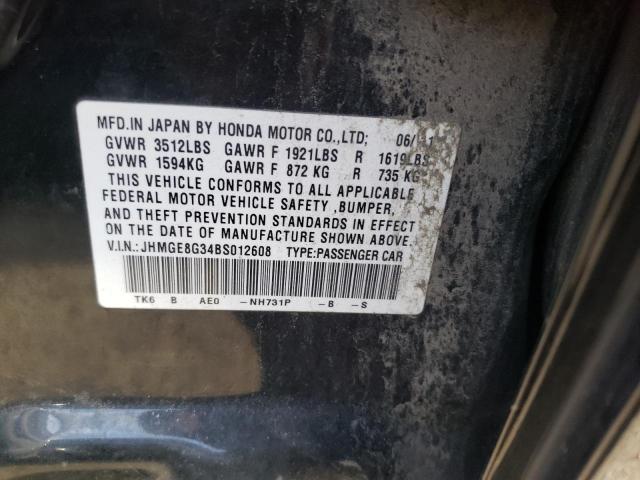 MFD.IN JAPAN BY HONDA MOTOR CO.,LTD; 06/
GVWR 3512LBS GAWR F 1921LBS R 1619LBS
GVWR 1594KG GAWR F 872 KG R 735 KG
THIS VEHICLE CONFORMS TO ALL APPLICABLE
FEDERAL MOTOR VEHICLE SAFETY ,BUMPER,
AND THEFT PREVENTION STANDARDS IN EFFECT
ON THE DATE OF MANUFACTURE SHOWN ABOVE.
V.I.N.:JHMGE8G34BS012608 TYPE:PASSENGER CAR
TK6 B AE0 -NH731P -B -S